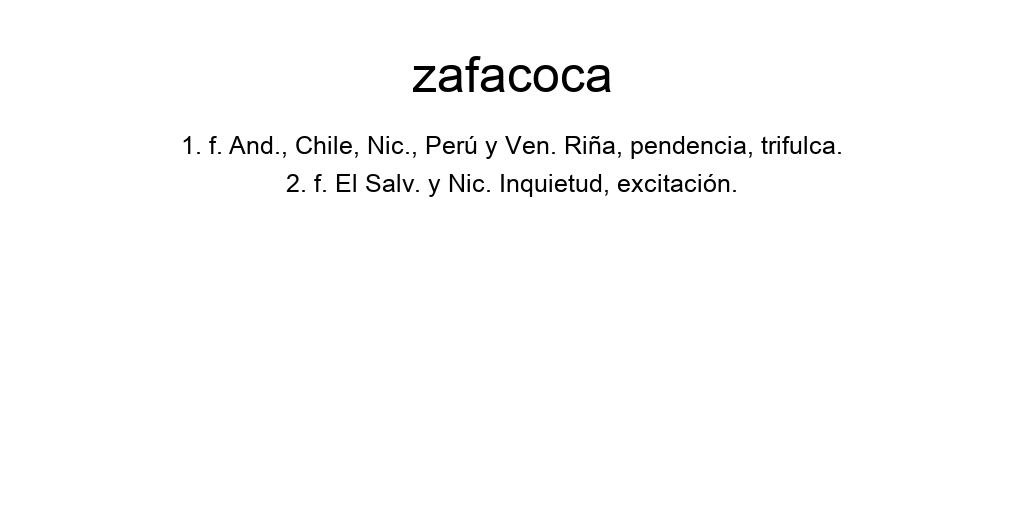 zafacoca
1. f. And., Chile, Nic., Perú y Ven. Riña, pendencia, trifulca.
2. f. El Salv. y Nic. Inquietud, excitación.